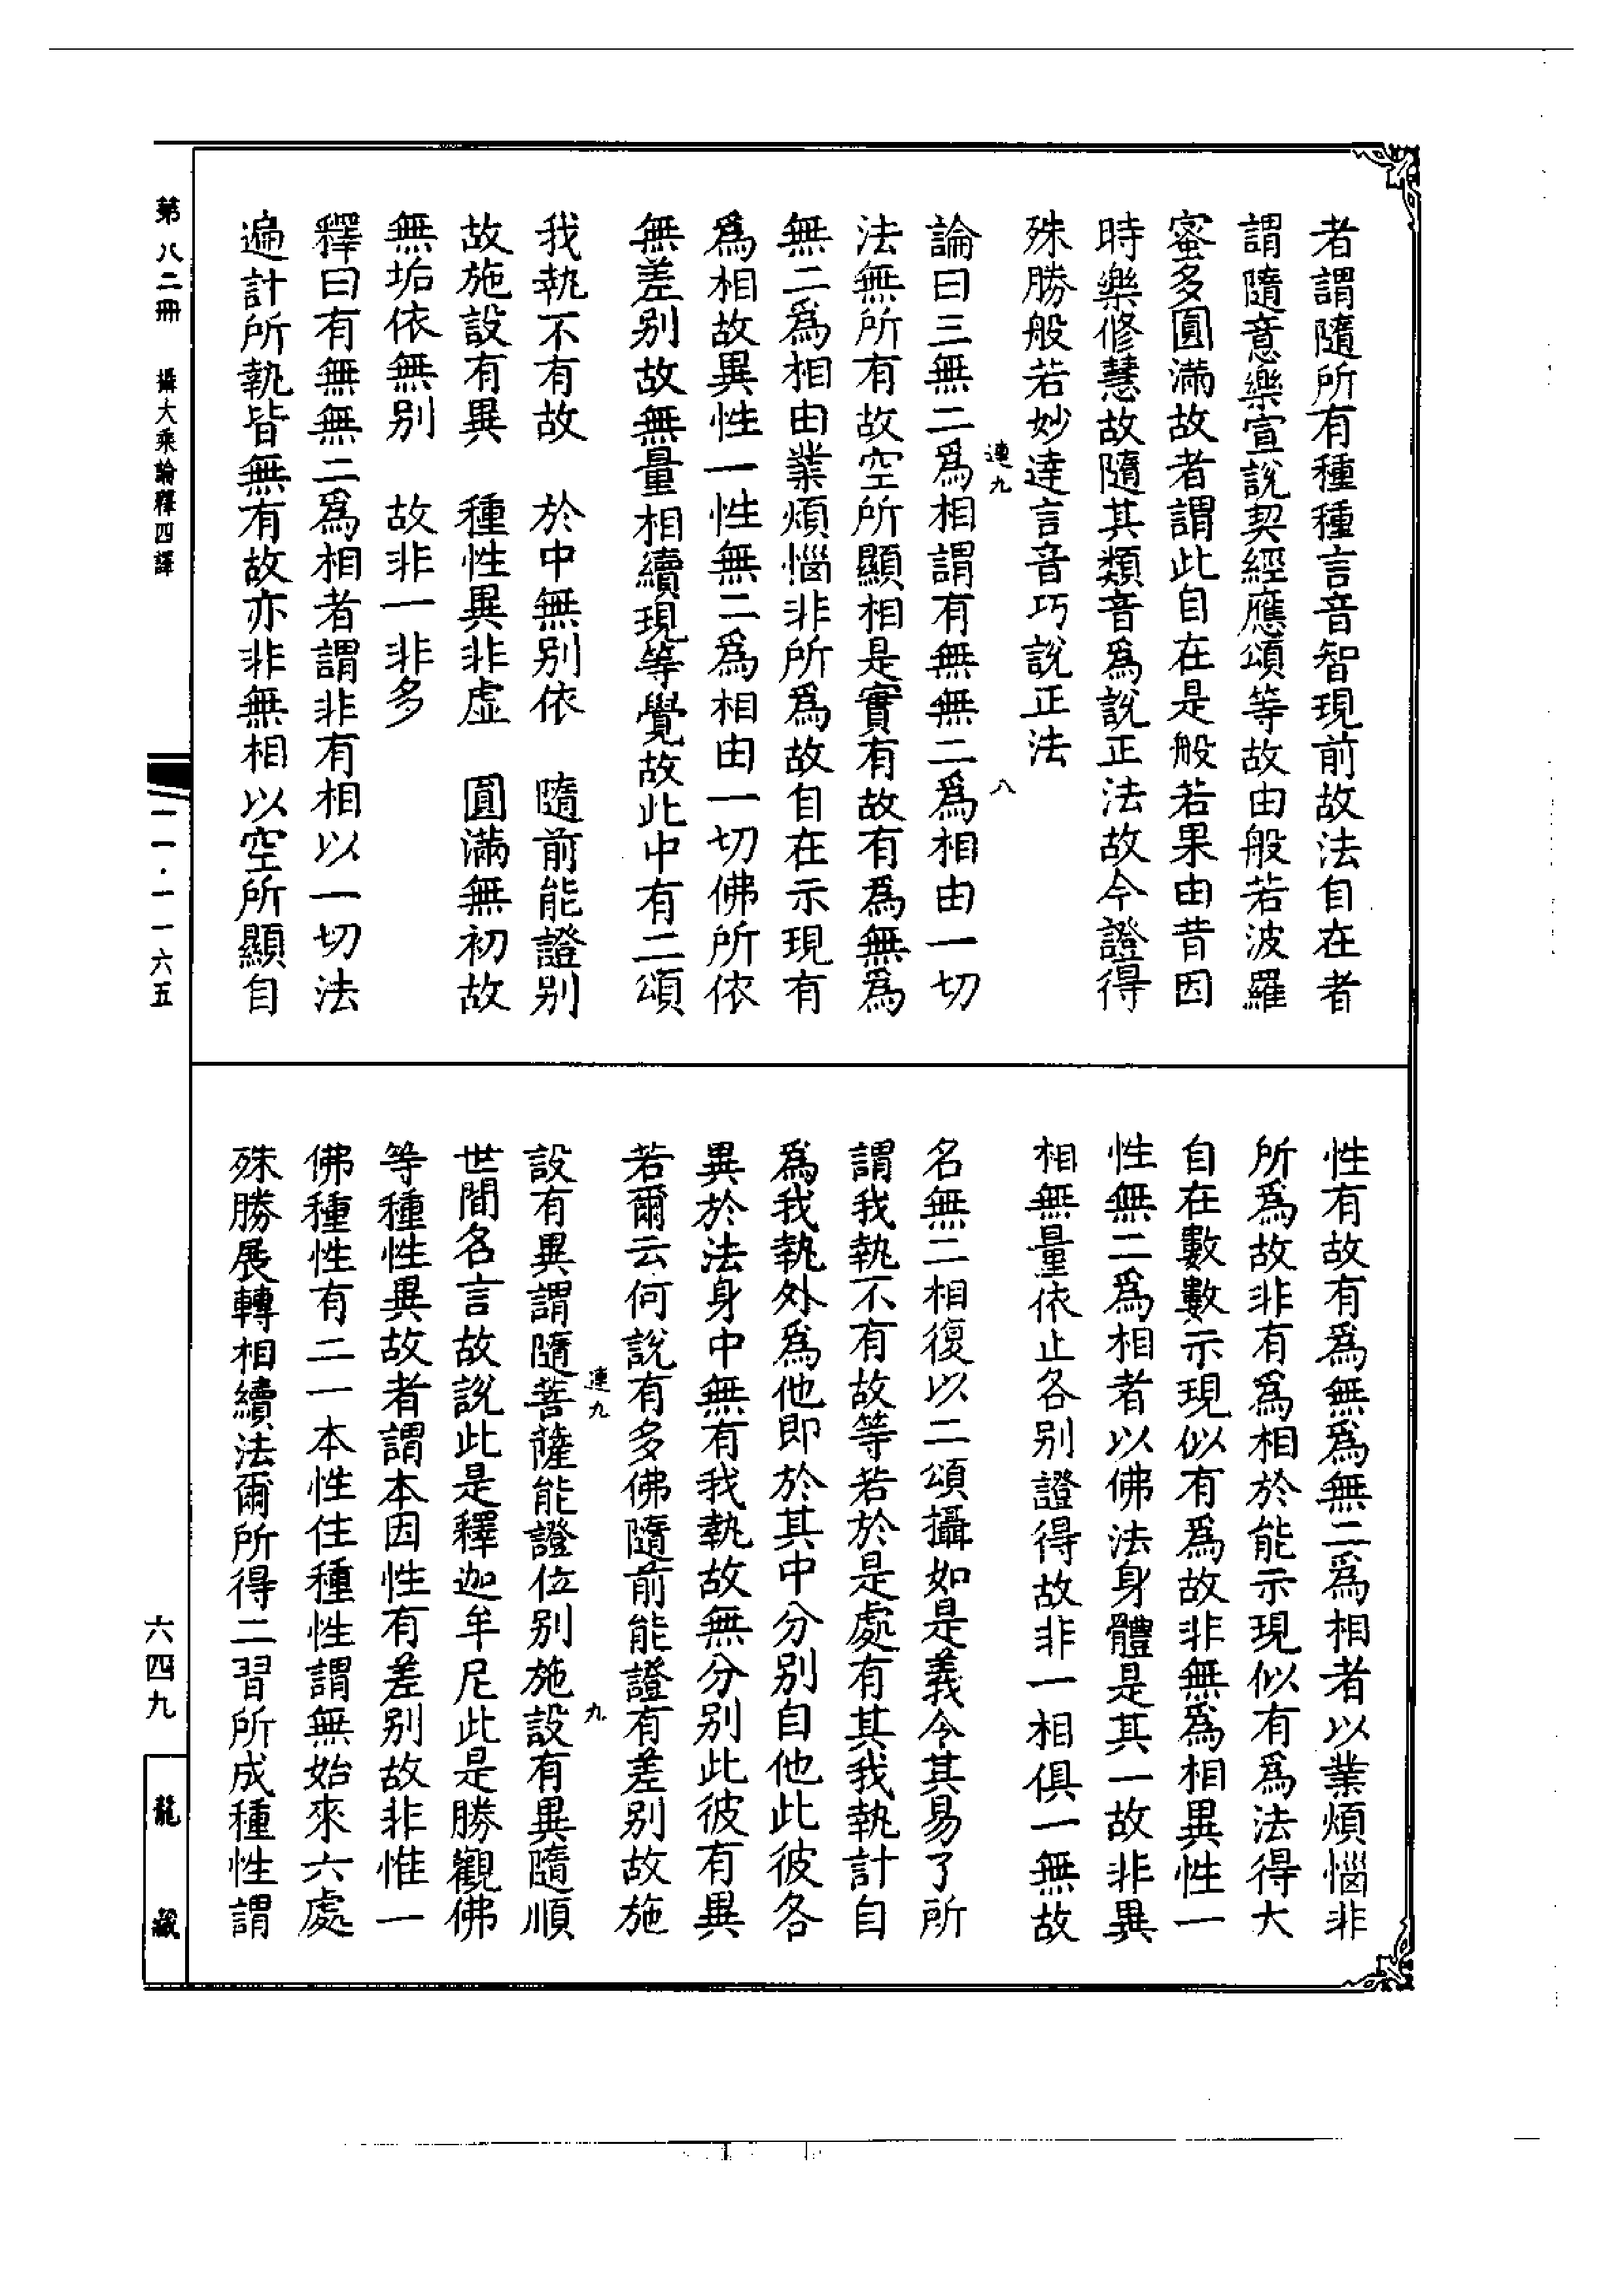 者謂隨所有種種言音智現前故法自在者
謂隨意樂宣說契經應頌等故由般若波羅
蜜多圓滿故者謂此自在是般若果由昔因
時樂修慧故隨其類音爲說正法故今證得
殊勝般若妙達言音巧說正法
連九
八
論曰三無二爲相謂有無無二爲相由一切
法無所有故空所顯相是實有故有爲無爲
無二爲相由業煩惱非所爲故自在示現有
爲相故異性一性無二爲相由一切佛所依
無差别故無量相續現等覺故此中有二頌
我執不有故　於中無别依　隨前能證别
故施設有異　種性異非虛　圓滿無初故
無垢依無别　故非一非多
釋曰有無無二爲相者謂非有相以一切法
遍計所執皆無有故亦非無相以空所顯自
性有故有爲無爲無二爲相者以業煩惱非
所爲故非有爲相於能示現似有爲法得大
自在數數示現似有爲故非無爲相異性一
性無二爲相者以佛法身體是其一故非異
相無量依止各别證得故非一相俱一無故
名無二相復以二頌攝如是義令其易了所
謂我執不有故等若於是處有其我執計自
爲我執外爲他即於其中分别自他此彼各
異於法身中無有我執故無分别此彼有異
若爾云何說有多佛隨前能證有差别故施
連九
九
設有異謂隨菩薩能證位别施設有異隨順
世間名言故說此是釋迦牟尼此是勝觀佛
等種性異故者謂本因性有差别故非惟一
佛種性有二一本性住種性謂無始來六處
殊勝展轉相續法爾所得二習所成種性謂
第八二冊　攝大乘論釋四譯
二一·一一六五
六四九
龍藏